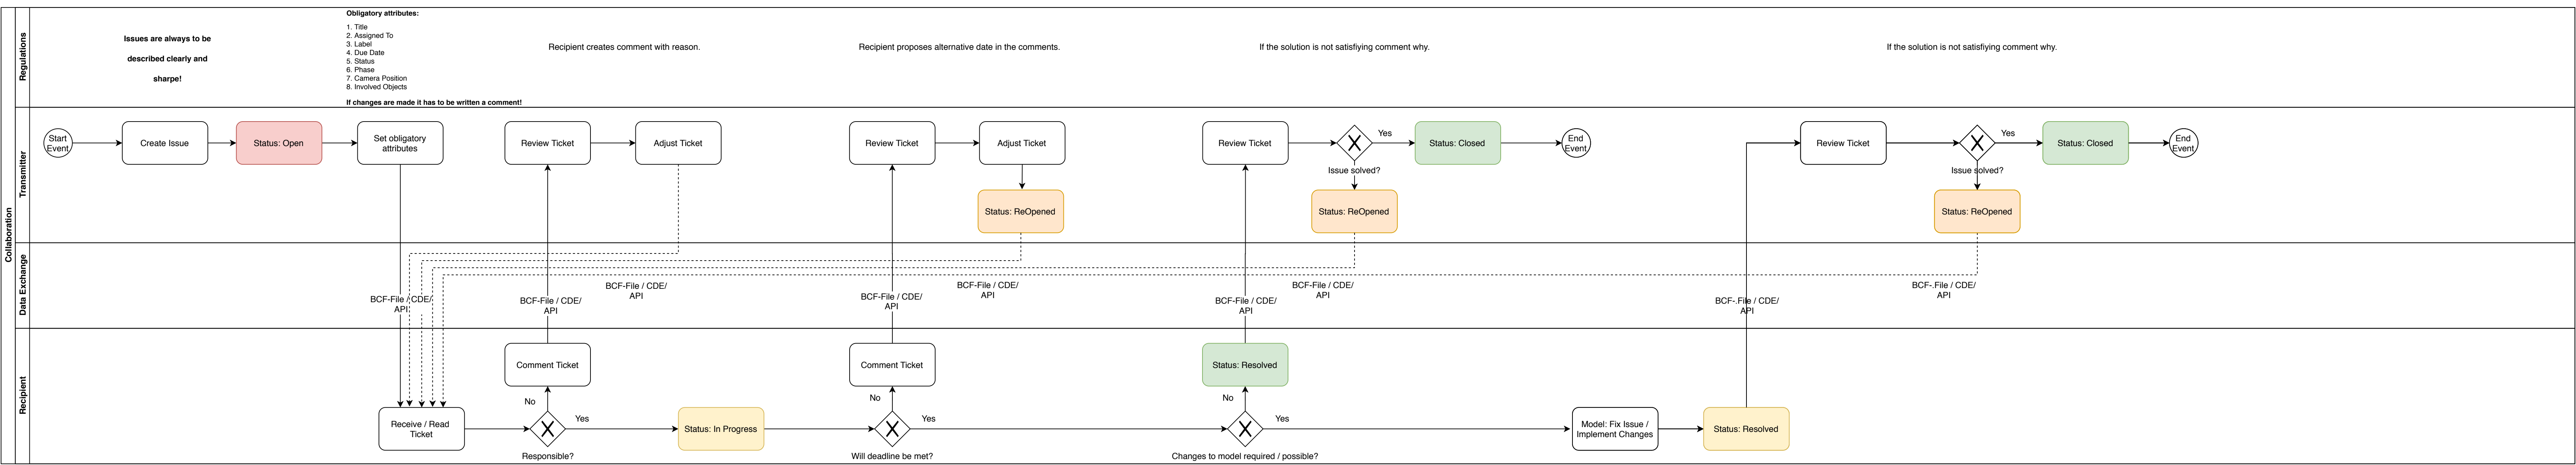 Collaboration
Regulations
Issues are always to be
described clearly and
sharpe!
Obligatory attributes:
1. Title
2. Assigned To
3. Label
4. Due Date
5. Status
6. Phase
7. Camera Position
8. Involved Objects
If changes are made it has to be written a comment!
Recipient creates comment with reason.
Recipient proposes alternative date in the comments.
If the solution is not satisfiying comment why.
If the solution is not satisfiying comment why.
Transmitter
Start
Event
Create Issue
Status: Open
Set obligatory
attributes
Review Ticket
Adjust Ticket
Review Ticket
Adjust Ticket
Status: ReOpened
Review Ticket
Yes
Issue solved?
Status: Closed
End
Event
Status: ReOpened
Review Ticket
Yes
Issue solved?
Status: Closed
End
Event
Status: ReOpened
Data Exchange
BCF-File / CDE/
API
BCF-File / CDE/
API
BCF-File / CDE/
API
BCF-File / CDE/
API
BCF-File / CDE/
API
BCF-File / CDE/
API
BCF-File / CDE/
API
BCF-.File / CDE/
API
BCF-.File / CDE/
API
Recipient
Receive / Read
Ticket
Comment Ticket
No
Yes
Responsible?
Status: In Progress
Comment Ticket
No
Yes
Will deadline be met?
Status: Resolved
No
Yes
Changes to model required / possible?
Model: Fix Issue /
Implement Changes
Status: Resolved